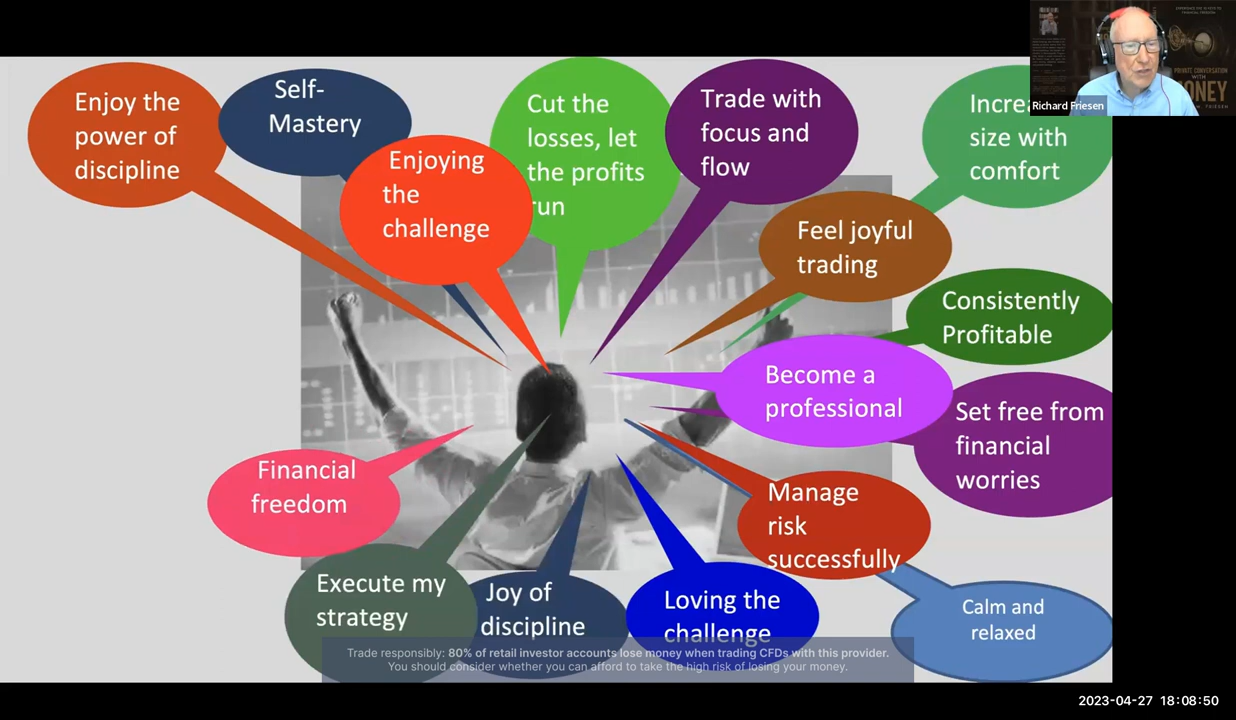 Enjoy the
power of
discipline
Self-
Mastery
Enjoying
the
challenge
Cut the
losses, let
the profits
run
Trade with
focus and
flow
size with
comfort
Feel joyful
trading
Consistently
Profitable
Become a
professional
Set free from
financial
worries
Financial
freedom
Manage
risk
successfully
Execute my
strategy
Joy of
discipline
Loving the
challenge
Calm and
relaxed
Trade responsibly: 80% of retail investor accounts lose money when trading CFDs with this provider.
You should consider whether you can afford to take the high risk of losing your money.
Richard Friesen
PRIVATE CONVERSATION
WITH
2023-04-27 18:08:50